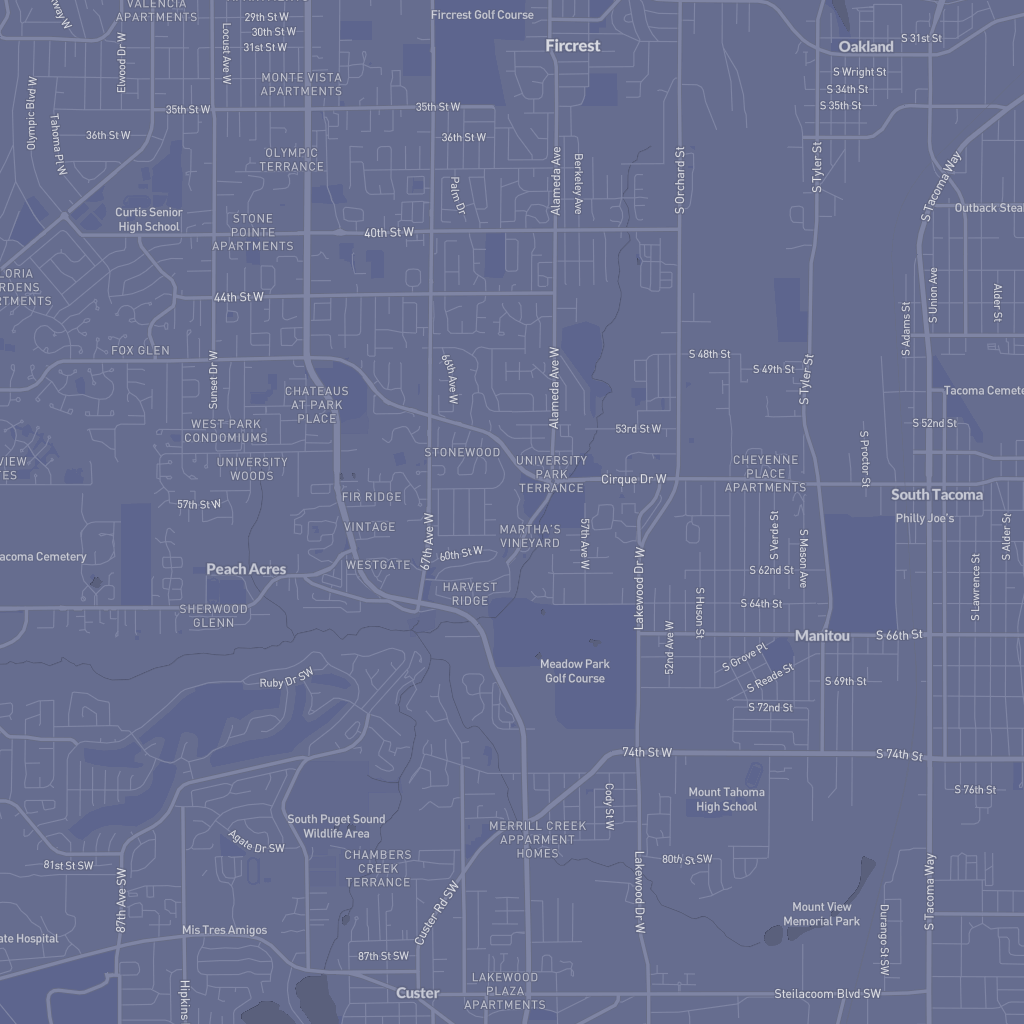 VALENCIA
APARTMENTS
29th St W
30th St W
31st St W
Fircrest Golf Course
Fircrest
Oakland
S 31st St
Elwood Dr W
Locust Ave W
MONTE VISTA
APARTMENTS
S Wright St
S 34th St
S 35th St
Olympic Blvd W
Tahoma Pl W
35th St W
35th St W
36th St W
36th St W
OLYMPIC
TERRACE
Palm Dr
Alameda Ave
Berkeley Ave
S Orchard St
S Tyler St
S Tacoma Way
Curtis Senior
High School
STONE
POINTE
APARTMENTS
40th St W
Outback Steak
LORIA
RDENS
RTMENTS
44th St W
S Union Ave
Alder St
S Adams St
FOX GLEN
Sunset Dr W
66th Ave W
Alameda Ave W
S 48th St
S 49th St
S Tyler St
CHATEAUS
AT PARK
PLACE
Tacoma Cemete
WEST PARK
CONDOMIUMS
53rd St W
S 52nd St
VIEW
TES
UNIVERSITY
WOODS
STONEWOOD
UNIVERSITY
PARK
TERRANCE
CHEYENNE
PLACE
APARTMENTS
S Proctor St
Cirque Dr W
FIR RIDGE
57th St W
South Tacoma
Philly Joe's
VINTAGE
67th Ave W
MARTHA'S
VINEYARD
57th Ave W
S Verde St
S Mason Ave
S Alder St
acoma Cemetery
Peach Acres
WESTGATE
60th St W
Lakewood Dr W
S 62nd St
S Lawrence St
SHERWOOD
GLENN
HARVEST
RIDGE
S Huson St
S 64th St
52nd Ave W
Manitou
S 66th St
Meadow Park
Golf Course
S Grove Pl
S Reade St
S 69th St
Ruby Dr SW
S 72nd St
74th St W
S 74th St
Mount Tahoma
High School
S 76th St
Cody St W
South Puget Sound
Wildlife Area
Agate Dr SW
MERRILL CREEK
APPARMENT
HOMES
81st St SW
CHAMBERS
CREEK
TERRANCE
80th St SW
87th Ave SW
Custer Rd SW
Lakewood Dr W
S Tacoma Way
Mount View
Memorial Park
Durango St SW
Mis Tres Amigos
ate Hospital
87th St SW
Hipkins
Custer
LAKEWOOD
PLAZA
APARTMENTS
Steilacoom Blvd SW